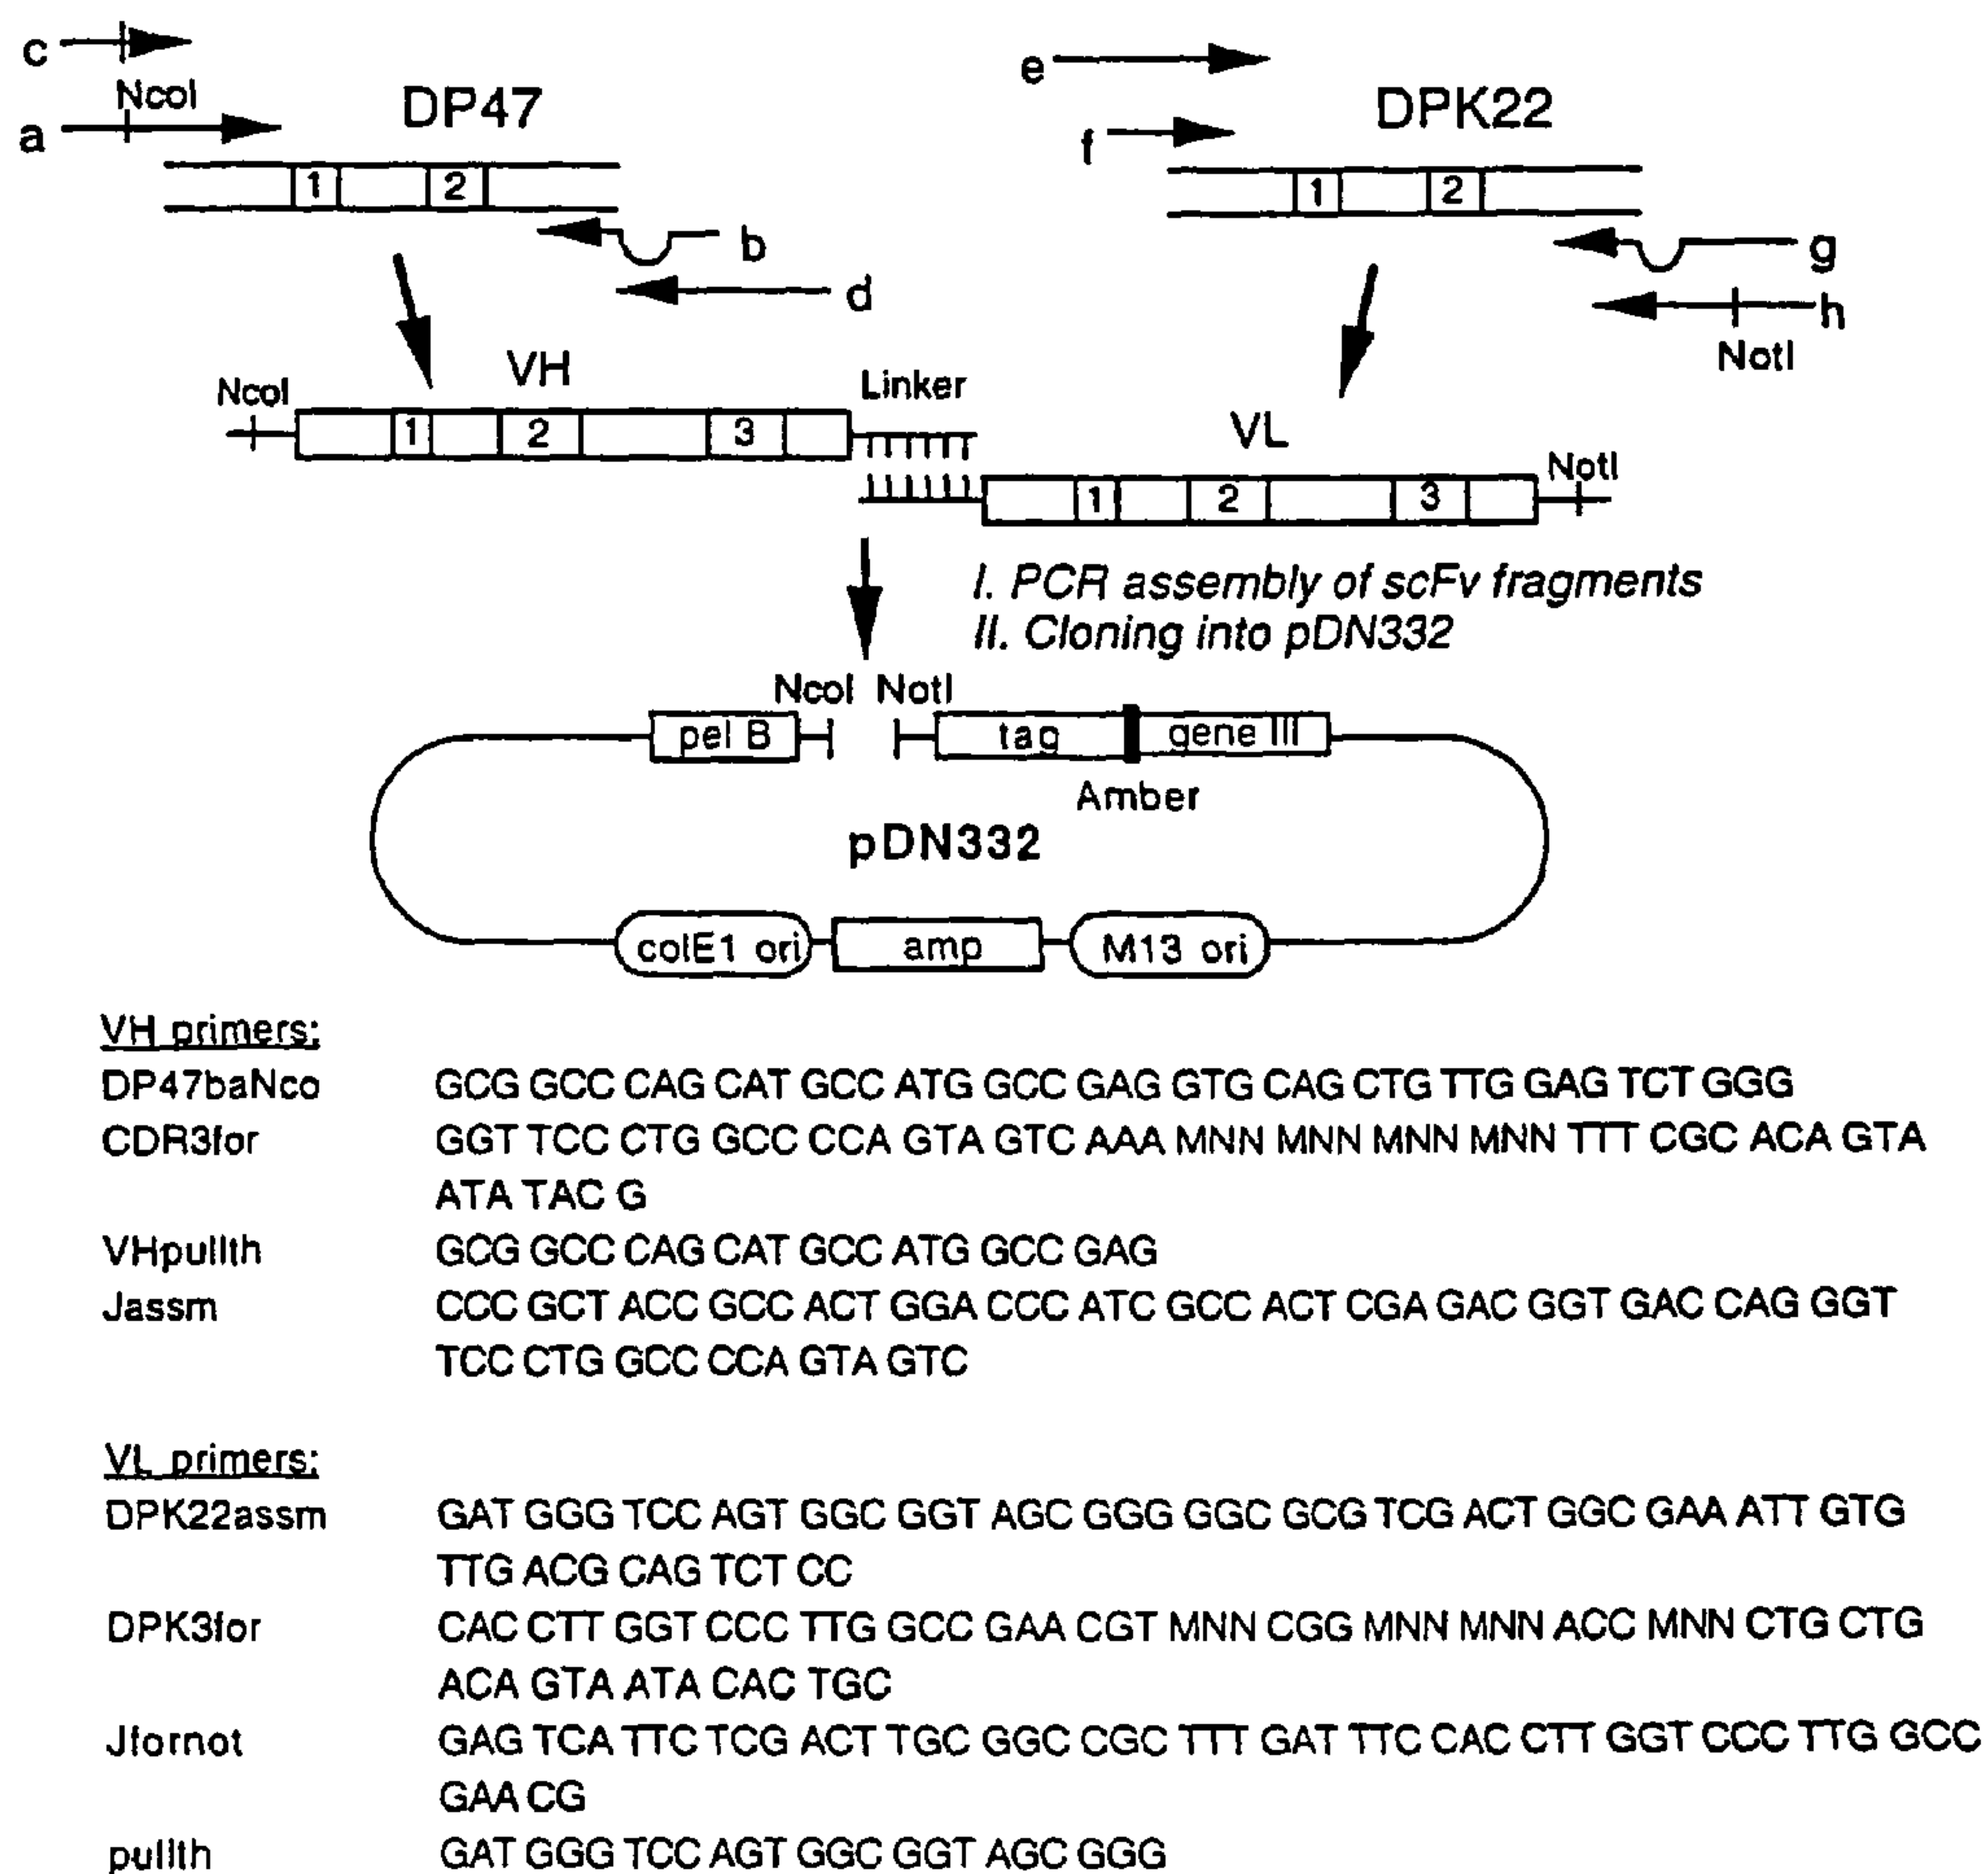 c
NcoI
DP47
a
1 2
b
d
e
DPK22
f
1 2
g
h
NotI
VH
NcoI
Linker
1 2 3
VL
NotI
1 2 3
I. PCR assembly of scFv fragments
II. Cloning into pDN332
NcoI NotI
pel B
tag
gene III
Amber
pDN332
colE1 ori
amp
M13 ori
VH primers:
DP47baNco GCG GCC CAG CAT GCC ATG GCC GAG GTG CAG CTG TTG GAG TCT GGG
CDR3for GGT TCC CTG GCC CCA GTA GTC AAA MNN MNN MNN MNN TTT CGC ACA GTA
ATA TAC G
VHpullth GCG GCC CAG CAT GCC ATG GCC GAG
Jassm CCC GCT ACC GCC ACT GGA CCC ATC GCC ACT CGA GAC GGT GAC CAG GGT
TCC CTG GCC CCA GTA GTC
VL primers:
DPK22assm GAT GGG TCC AGT GGC GGT AGC GGG GGC GCG TCG ACT GGC GAA ATT GTG
TTG ACG CAG TCT CC
DPK3for CAC CTT GGT CCC TTG GCC GAA CGT MNN CGG MNN MNN ACC MNN CTG CTG
ACA GTA ATA CAC TGC
Jfornot GAG TCA TTC TCG ACT TGC GGC CGC TTT GAT TTC CAC CTT GGT CCC TTG GCC
GAA CG
pullth GAT GGG TCC AGT GGC GGT AGC GGG